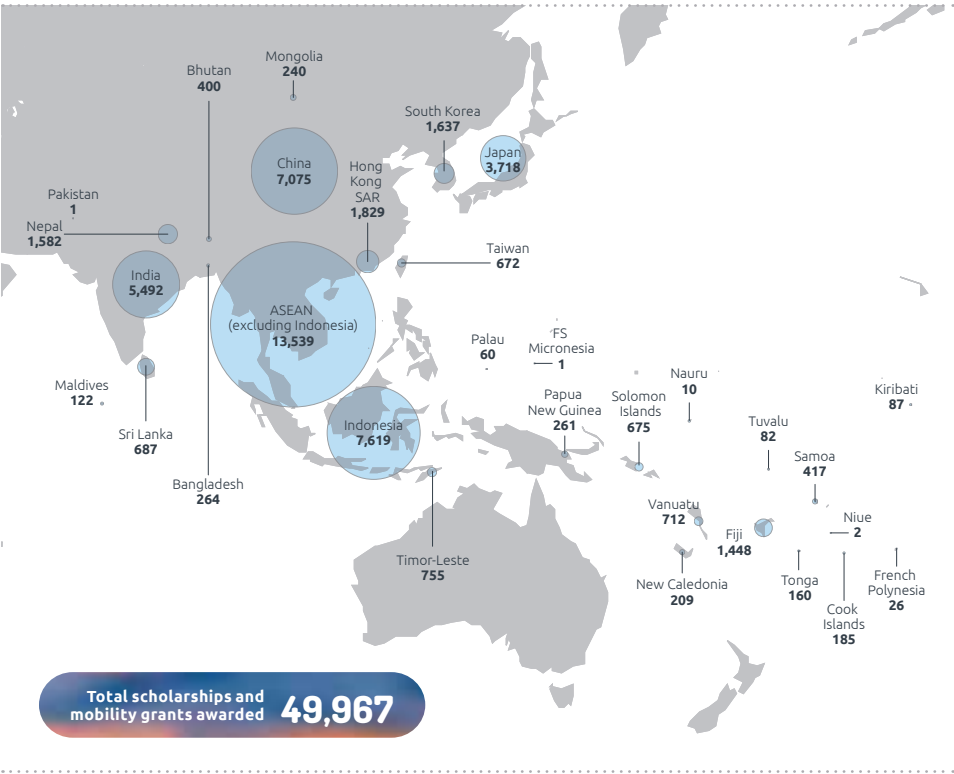 Mongolia
240
Bhutan
400
South Korea
1,637
China
7,075
Japan
3,718
Hong
Kong
SAR
1,829
Pakistan
1
Nepal
1,582
Taiwan
672
India
5,492
ASEAN
(excluding Indonesia)
13,539
Palau
60
FS
Micronesia
1
Nauru
10
Maldives
122
Papua
New Guinea
261
Solomon
Islands
675
Kiribati
87
Sri Lanka
687
Indonesia
7,619
Tuvalu
82
Samoa
417
Bangladesh
264
Vanuatu
712
Fiji
1,448
Niue
2
Timor-Leste
755
New Caledonia
209
Tonga
160
French
Polynesia
26
Cook
Islands
185
Total scholarships and
mobility grants awarded 49,967